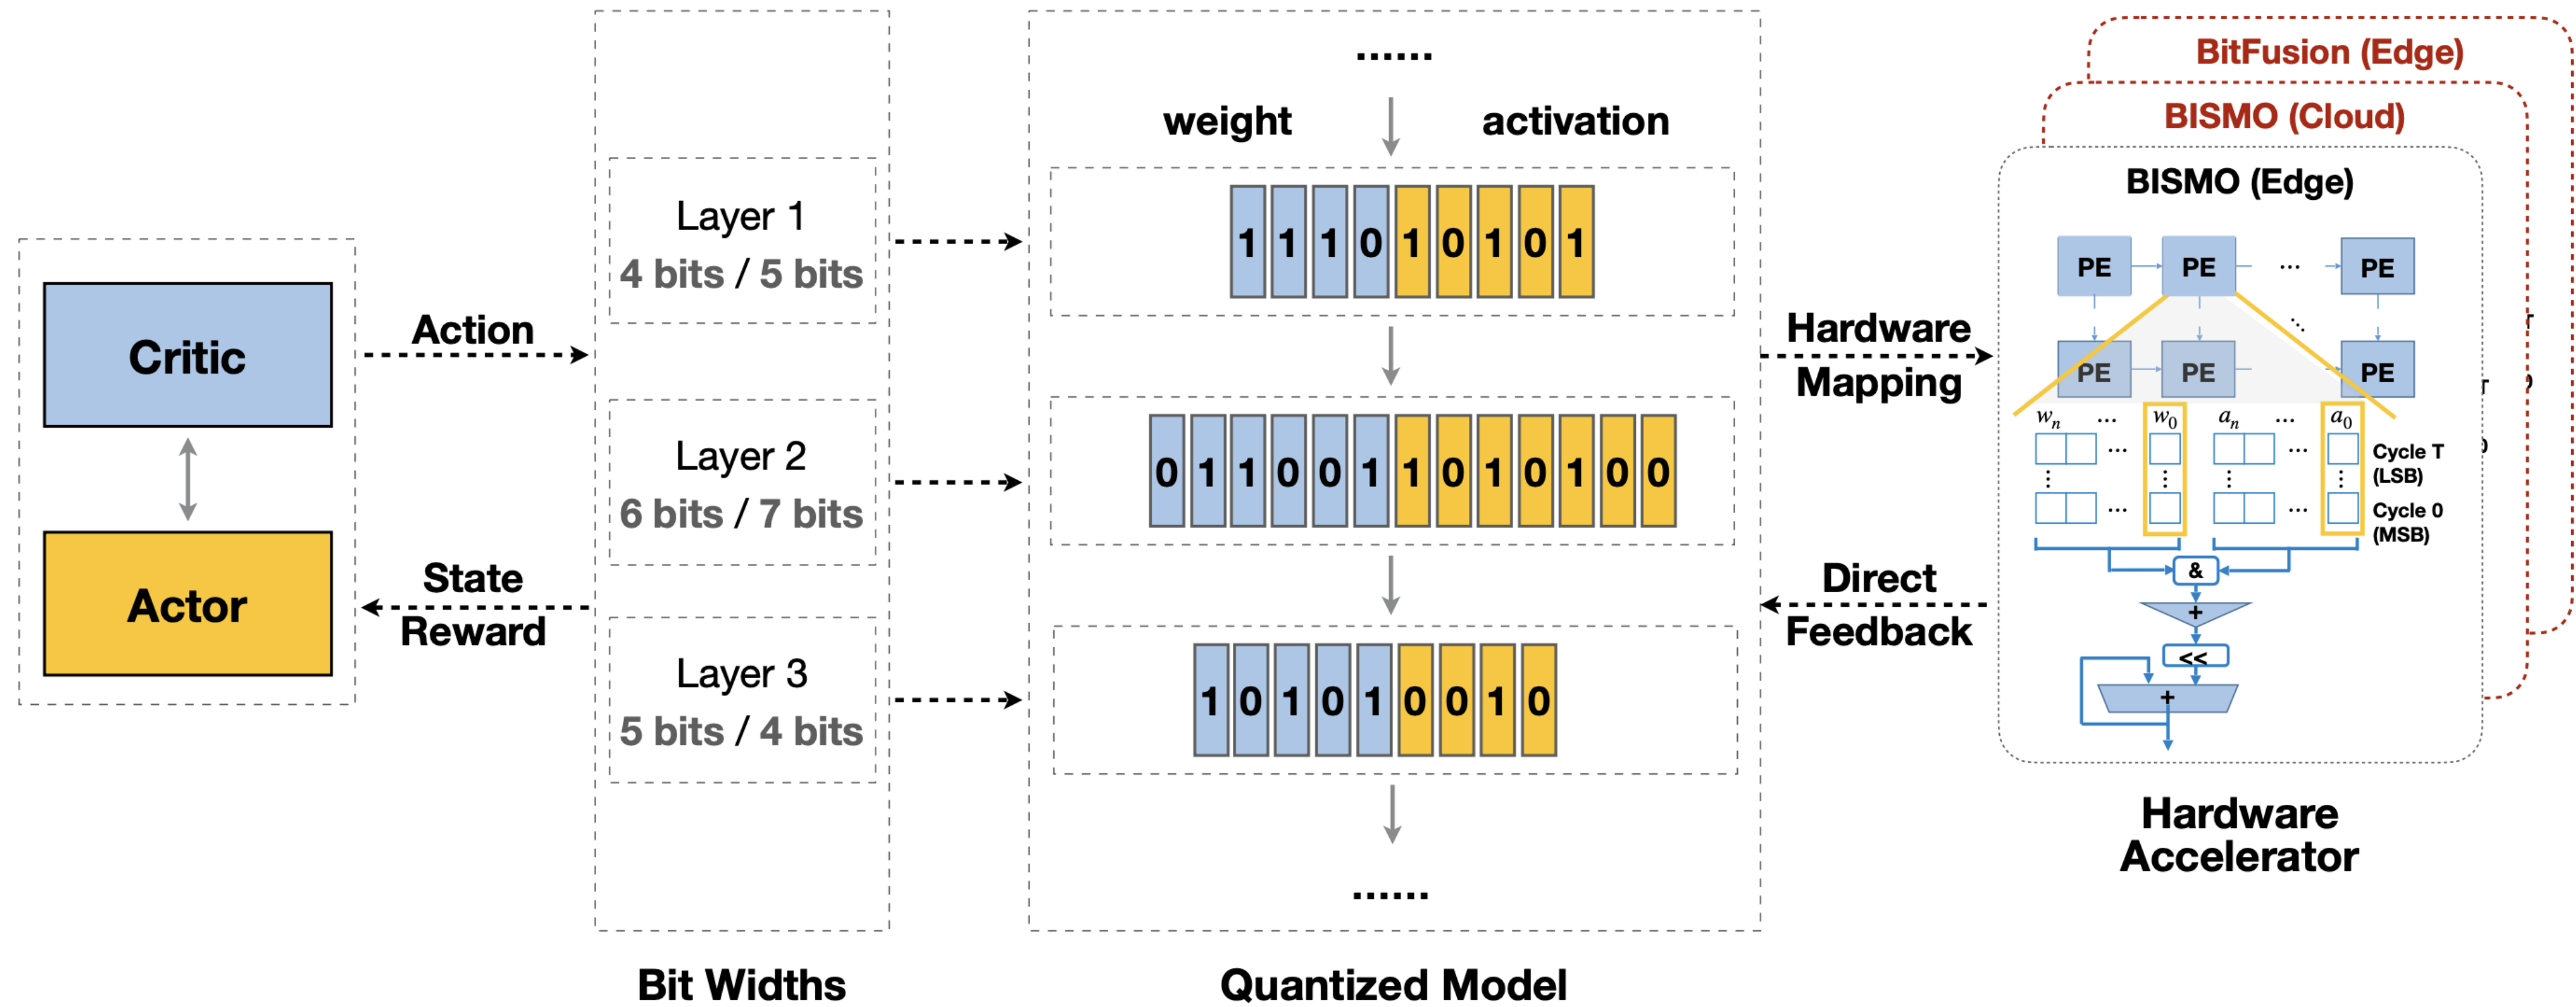 Critic
Actor
Action
State
Reward
Layer 1
4 bits / 5 bits
Layer 2
6 bits / 7 bits
Layer 3
5 bits / 4 bits
Bit Widths
......
weight
activation
1 1 1 0 1 0 1 0 1
0 1 1 0 0 1 1 0 1 0 1 0 0
1 0 1 0 1 0 0 1 0
......
Quantized Model
Hardware
Mapping
Direct
Feedback
BitFusion (Edge)
BISMO (Cloud)
BISMO (Edge)
PE PE ... PE
PE PE PE
wn ... w0 an ... a0
Cycle T
(LSB)
Cycle 0
(MSB)
&
+
<<
+
Hardware
Accelerator